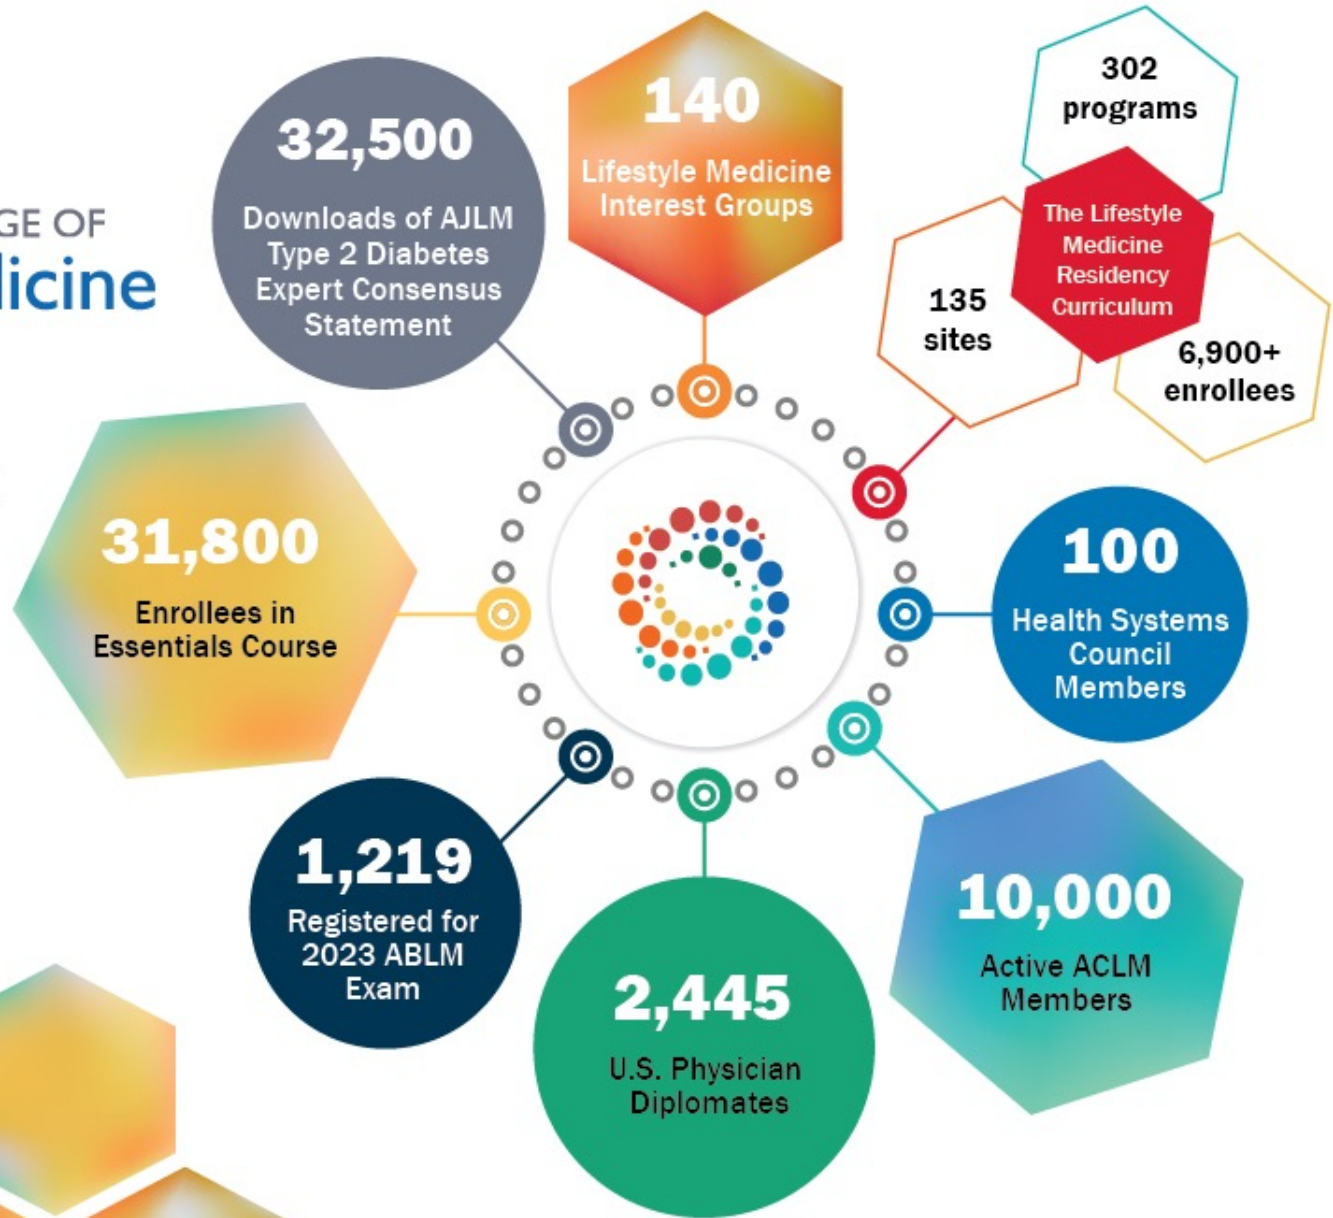 GE OF
licine
32,500
Downloads of AJLM
Type 2 Diabetes
Expert Consensus
Statement
140
Lifestyle Medicine
Interest Groups
302
programs
The Lifestyle
Medicine
Residency
Curriculum
135
sites
6,900+
enrollees
31,800
Enrollees in
Essentials Course
100
Health Systems
Council
Members
1,219
Registered for
2023 ABLM
Exam
2,445
U.S. Physician
Diplomates
10,000
Active ACLM
Members